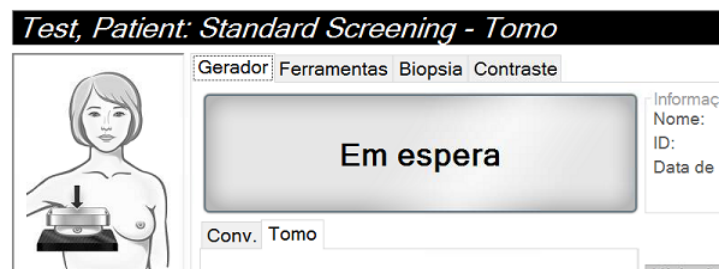 Test, Patient: Standard Screening - Tomo
Gerador Ferramentas Biopsia Contraste
Em espera
Nome:
ID:
Data de
Conv. Tomo